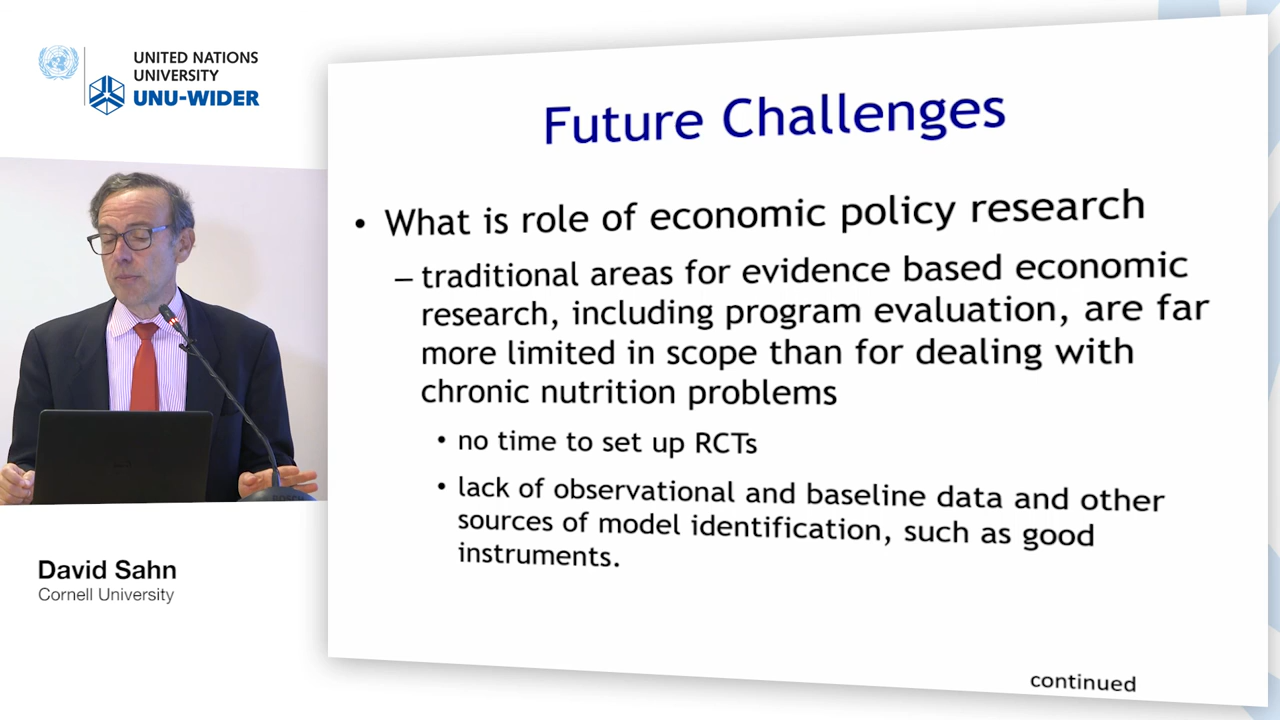 UNITED NATIONS
UNIVERSITY
UNU-WIDER
David Sahn
Cornell University
Future Challenges
• What is role of economic policy research
– traditional areas for evidence based economic
research, including program evaluation, are far
more limited in scope than for dealing with
chronic nutrition problems
• no time to set up RCTs
• lack of observational and baseline data and other
sources of model identification, such as good
instruments.
continued